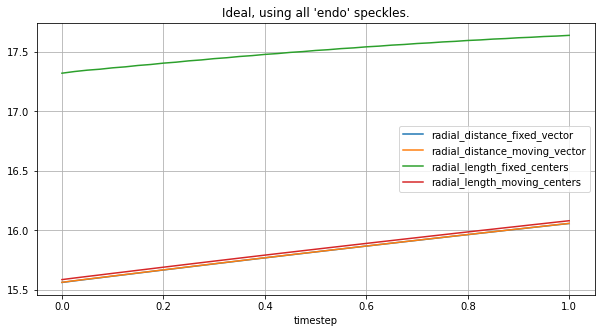 Ideal, using all 'endo' speckles.
17.5
17.0
16.5
16.0
15.5
radial_distance_fixed_vector
radial_distance_moving_vector
radial_length_fixed_centers
radial_length_moving_centers
0.0 0.2 0.4 0.6 0.8 1.0
timestep